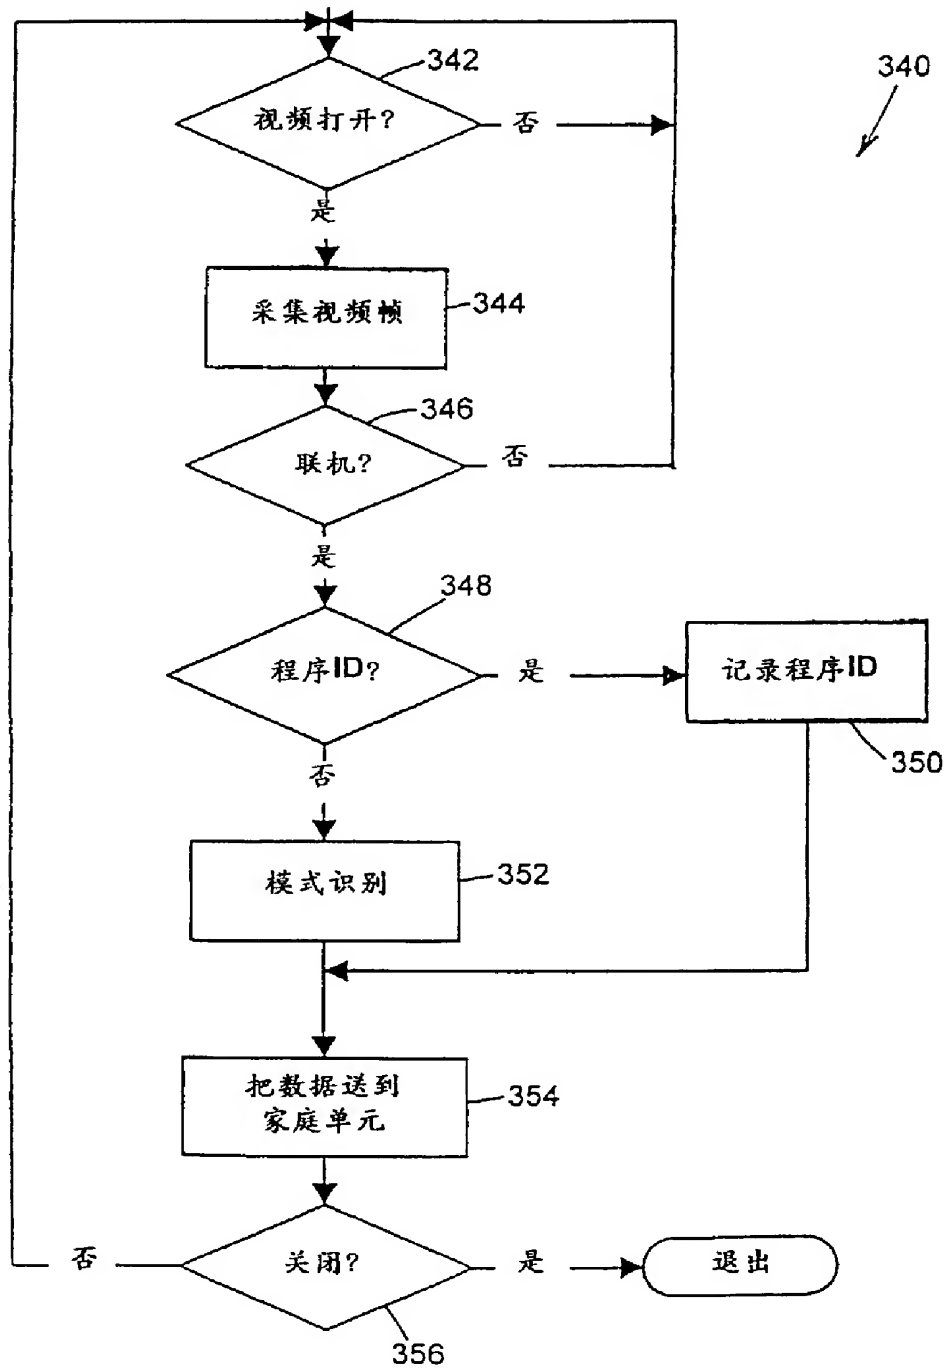 342
340
视频打开?
否
是
采集视频帧
344
346
联机?
否
是
348
程序ID?
是
记录程序ID
350
否
模式识别
352
把数据送到
家庭单元
354
否
关闭?
是
退出
356